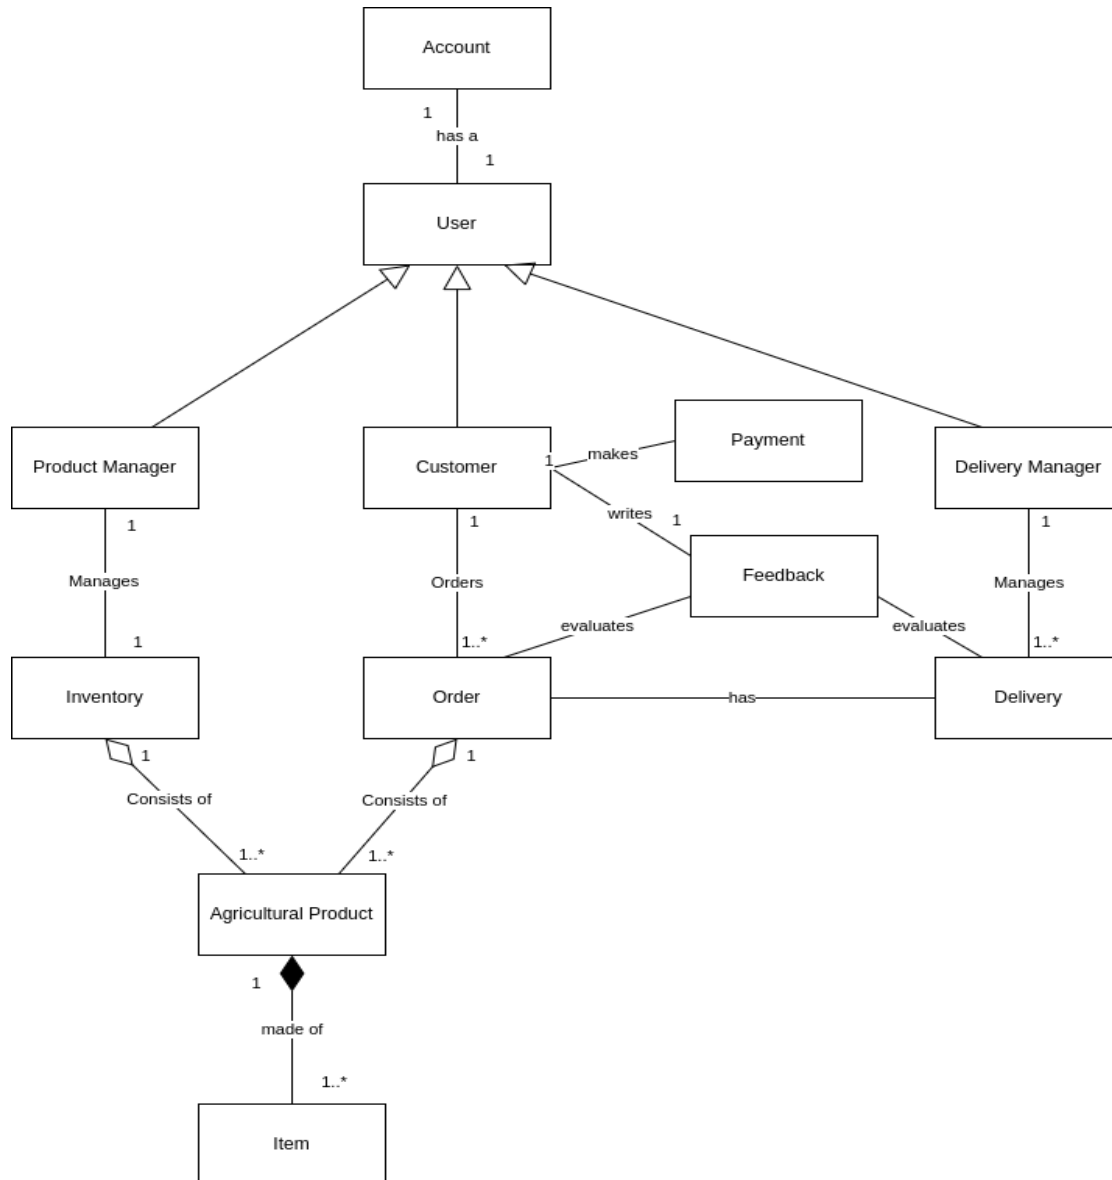 Account
1
has a
1
User
Payment
Product Manager
Customer
1
makes
Delivery Manager
1
1
writes
1
1
Manages
Orders
Feedback
Manages
evaluates
evaluates
1
1..*
1..*
Inventory
Order
has
Delivery
1
1
Consists of
Consists of
1..*
1..*
Agricultural Product
1
made of
1..*
Item